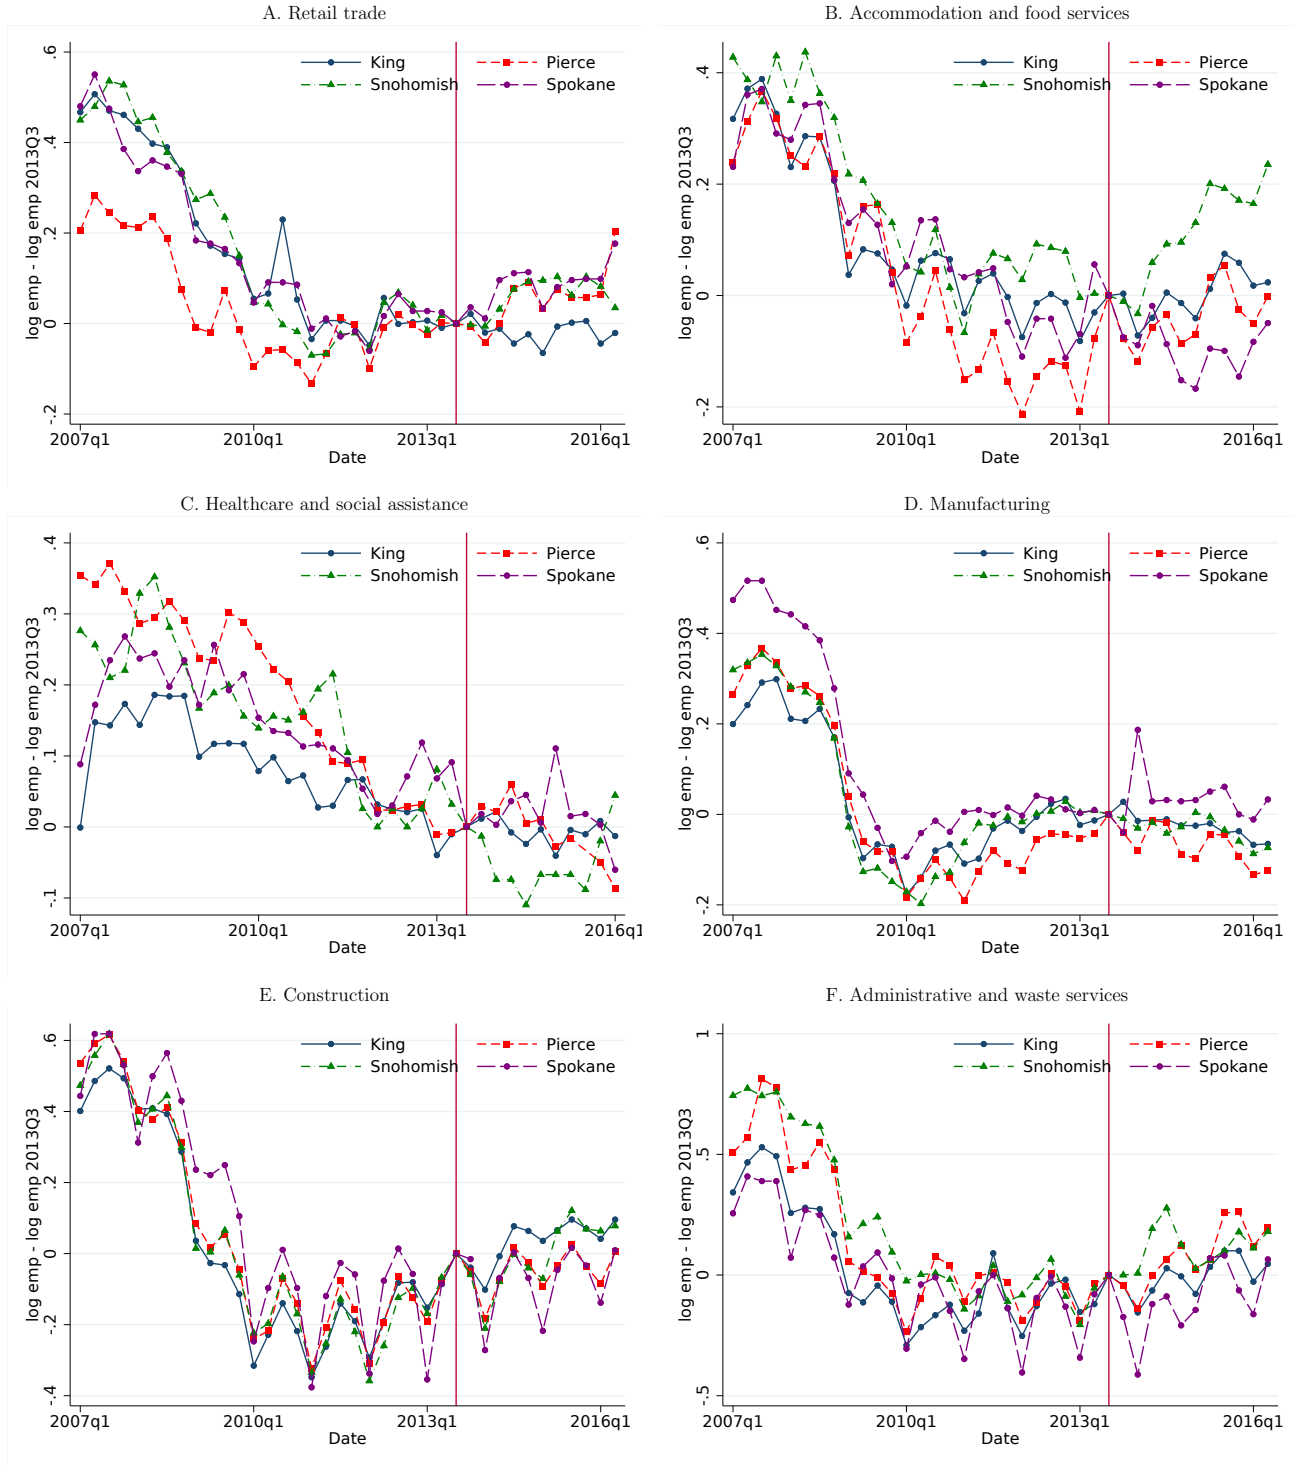 A. Retail trade
King Pierce
Snohomish Spokane
log emp - log emp 2013Q3
.6
.4
.2
0
-.2
2007q1 2010q1 2013q1 2016q1
Date
B. Accommodation and food services
King Pierce
Snohomish Spokane
log emp - log emp 2013Q3
.4
.2
0
-.2
2007q1 2010q1 2013q1 2016q1
Date
C. Healthcare and social assistance
King Pierce
Snohomish Spokane
log emp - log emp 2013Q3
.4
.3
.2
.1
0
-.1
2007q1 2010q1 2013q1 2016q1
Date
D. Manufacturing
King Pierce
Snohomish Spokane
log emp - log emp 2013Q3
.6
.4
.2
0
-.2
2007q1 2010q1 2013q1 2016q1
Date
E. Construction
King Pierce
Snohomish Spokane
log emp - log emp 2013Q3
.6
.4
.2
0
-.2
-.4
2007q1 2010q1 2013q1 2016q1
Date
F. Administrative and waste services
King Pierce
Snohomish Spokane
log emp - log emp 2013Q3
1
.5
0
-.5
2007q1 2010q1 2013q1 2016q1
Date